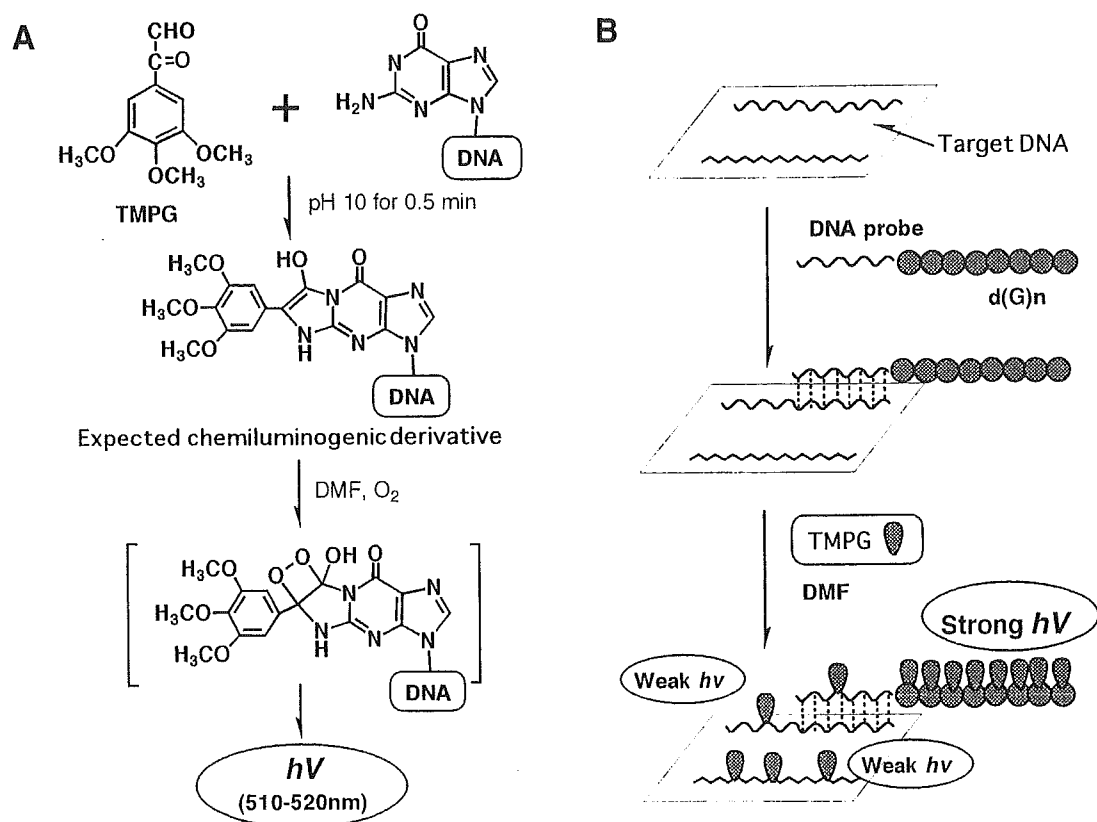 A
CHO
C=O
H₃CO
OCH₃
OCH₃
TMPG
+
O
N
N
H₂N
N
N
DNA
pH 10 for 0.5 min
HO
O
H₃CO
H₃CO
H₃CO
N
N
N
H
N
N
DNA
Expected chemiluminogenic derivative
DMF, O₂
O-O
OH
O
H₃CO
H₃CO
H₃CO
N
N
N
H
N
N
DNA
hV
(510-520nm)
B
Target DNA
DNA probe
d(G)n
TMPG
DMF
Strong hV
Weak hv
Weak hv